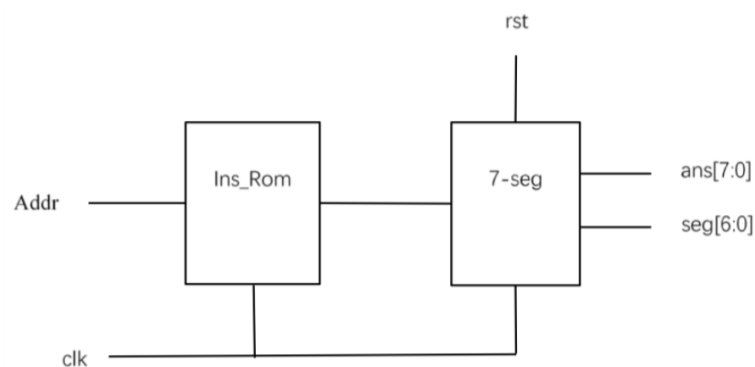 rst
Ins_Rom
7-seg
ans[7:0]
Addr
seg[6:0]
clk